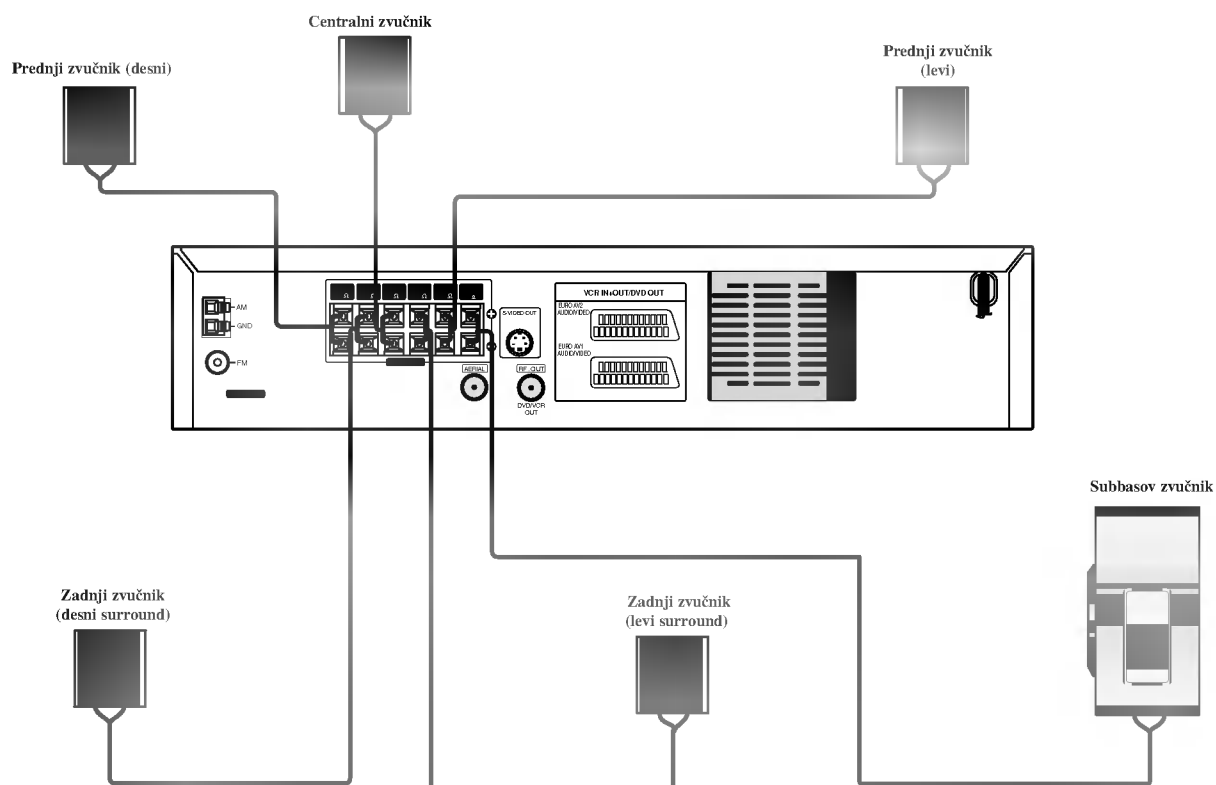 Centralni zvučnik
Prednji zvučnik (desni)
Prednji zvučnik
(levi)
AM
GND
FM
S-VIDEO OUT
AERIAL
RF. OUT
DVD/VCR
OUT
VCR IN+OUT/DVD OUT
EURO AV2
AUDIO/VIDEO
EURO AV1
AUDIO/VIDEO
Subbasov zvučnik
Zadnji zvučnik
(desni surround)
Zadnji zvučnik
(levi surround)